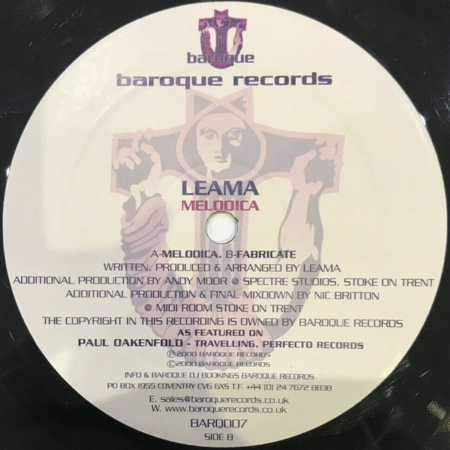 baroque
baroque records
LEAMA
MELODICA
A-MELODICA. B-FABRICATE
WRITTEN, PRODUCED & ARRANGED BY LEAMA
ADDITIONAL PRODUCTION BY ANDY MOOR @ SPECTRE STUDIOS, STOKE ON TRENT
ADDITIONAL PRODUCTION & FINAL MIXDOWN BY NIC BRITTON
@ MIDI ROOM STOKE ON TRENT
THE COPYRIGHT IN THIS RECORDING IS OWNED BY BAROQUE RECORDS
AS FEATURED ON
PAUL OAKENFOLD - TRAVELLING. PERFECTO RECORDS
℗2000 BAROQUE RECORDS
©2000 BAROQUE RECORDS
INFO & BAROQUE DJ BOOKINGS BAROQUE RECORDS
PO BOX 1955 COVENTRY CV6 6XS T.F. +44 (0) 24 7672 8838
E. sales@baroquerecords.co.uk
W. www.baroquerecords.co.uk
BARQ007
SIDE B